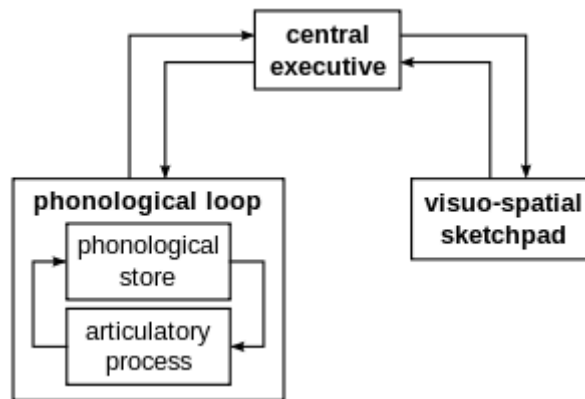 central
executive
phonological loop
phonological
store
articulatory
process
visuo-spatial
sketchpad